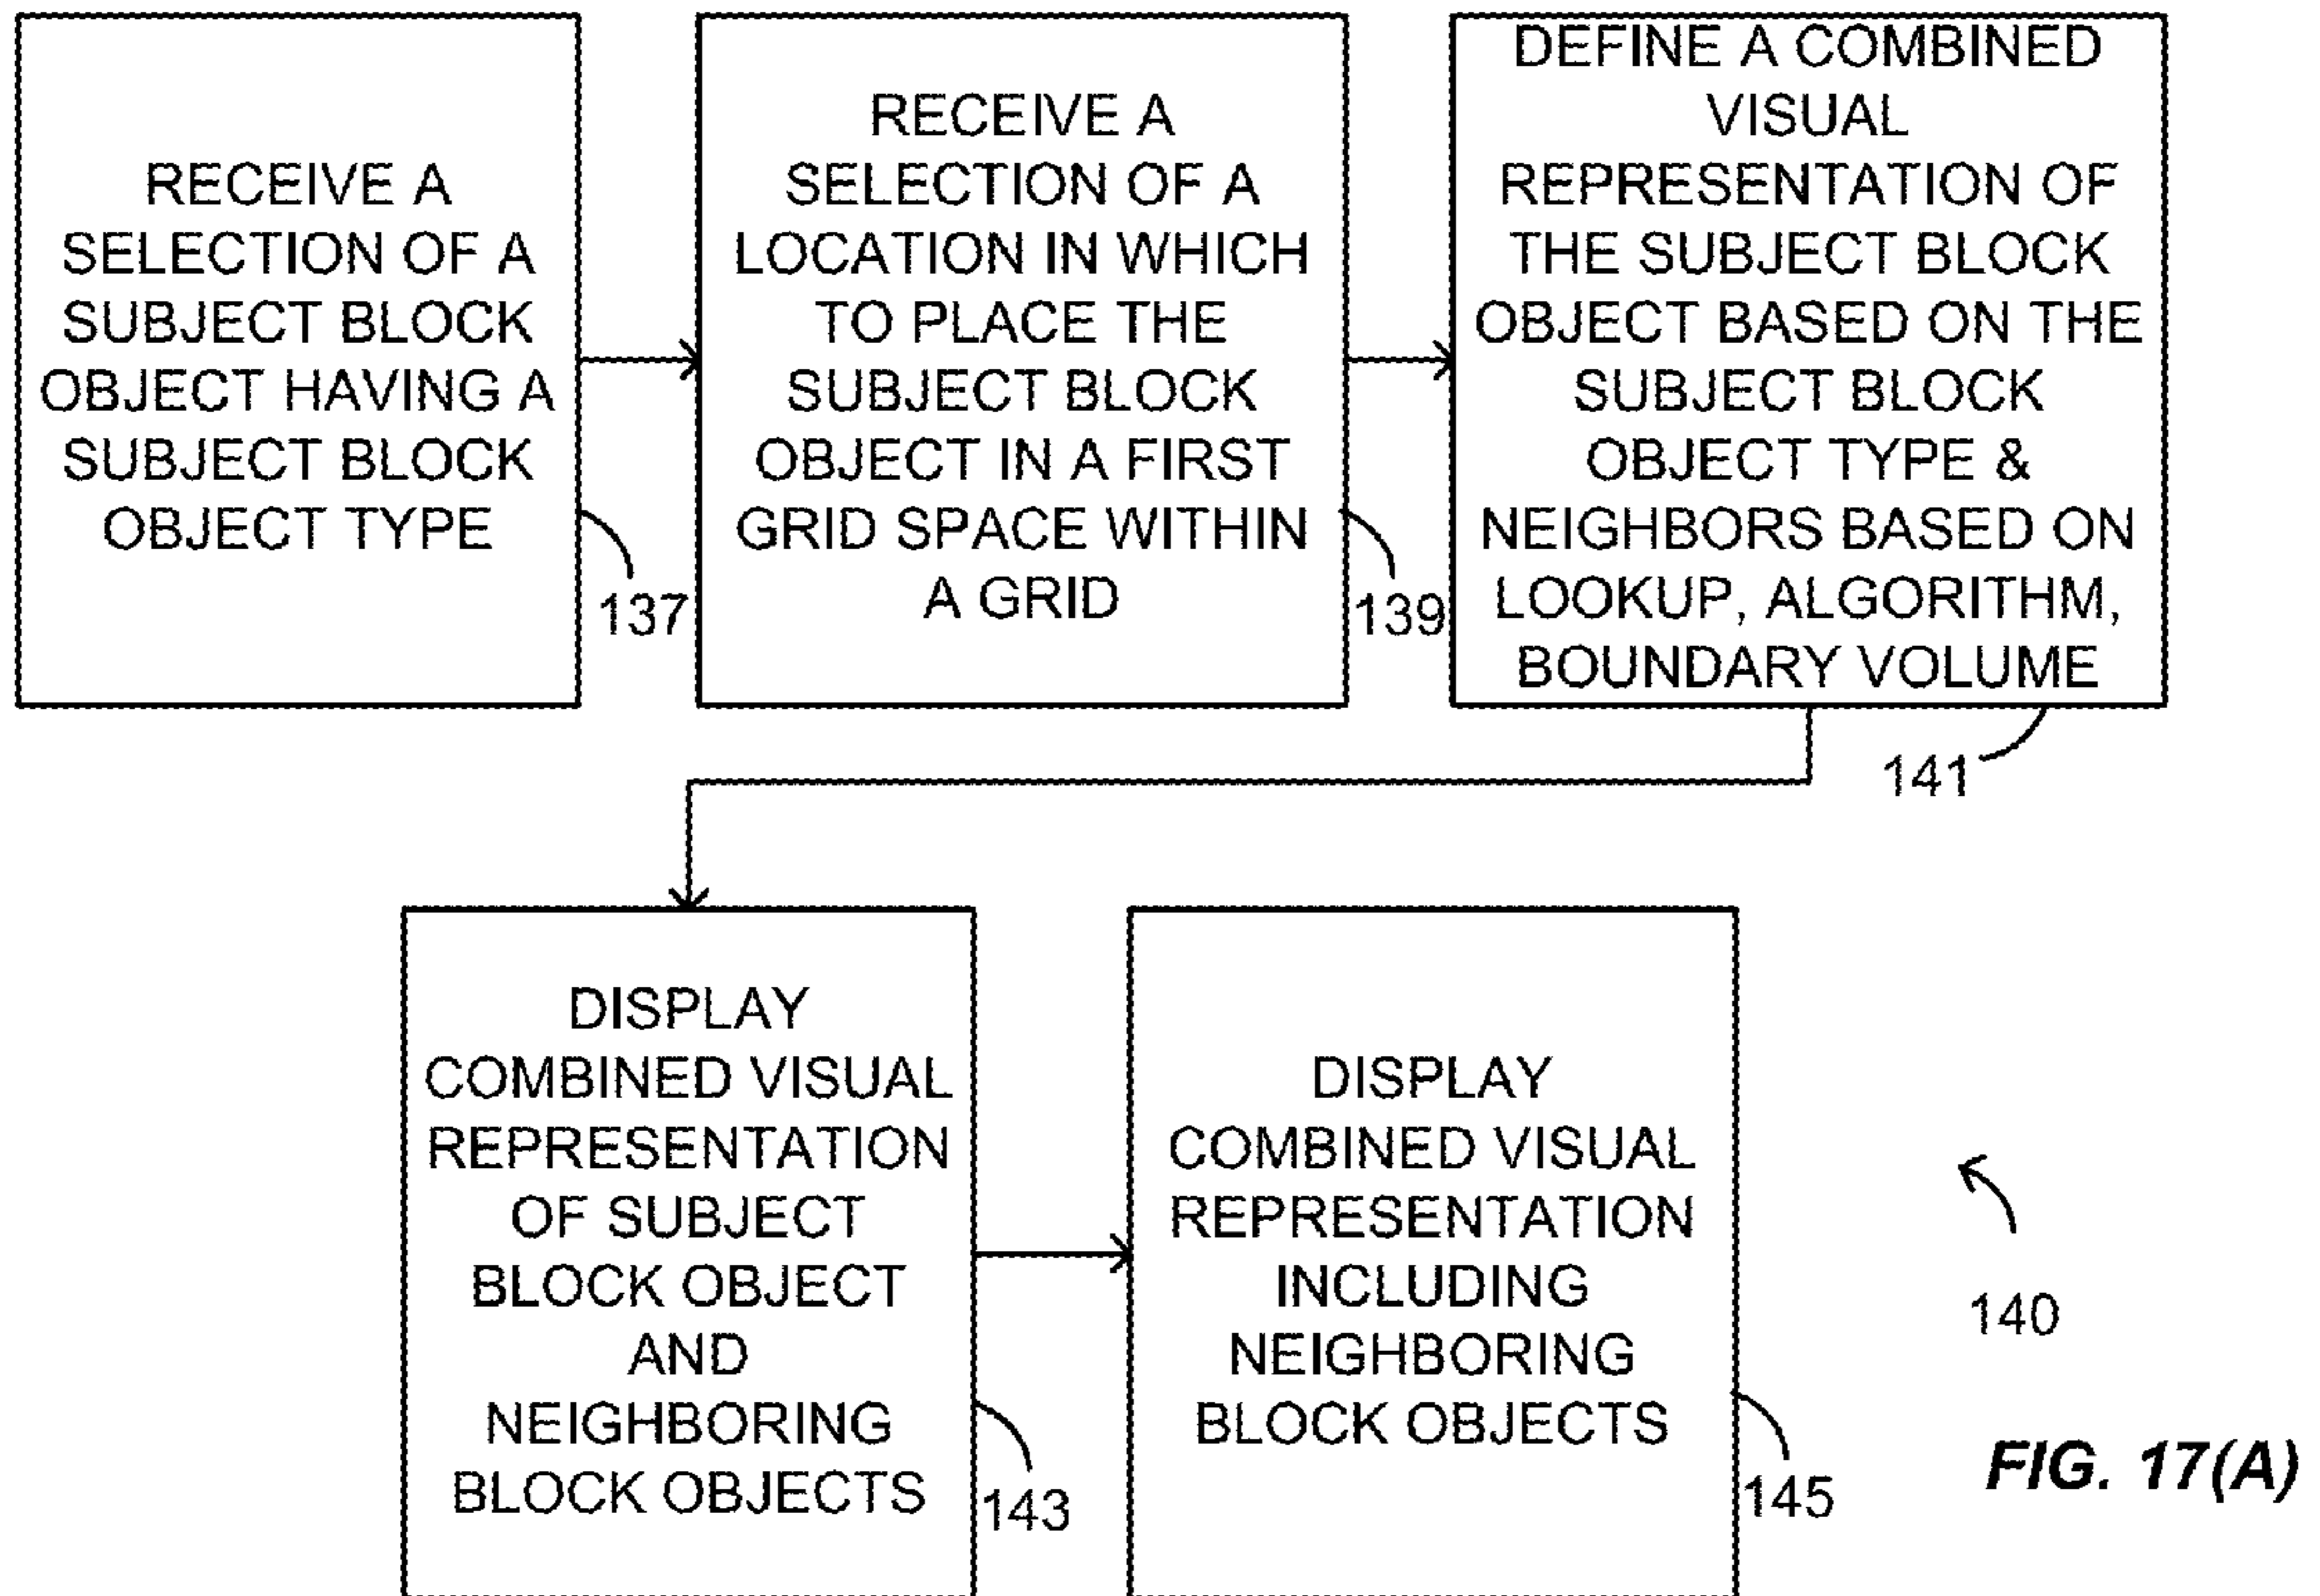 RECEIVE A
SELECTION OF A
SUBJECT BLOCK
OBJECT HAVING A
SUBJECT BLOCK
OBJECT TYPE
137
RECEIVE A
SELECTION OF A
LOCATION IN WHICH
TO PLACE THE
SUBJECT BLOCK
OBJECT IN A FIRST
GRID SPACE WITHIN
A GRID
139
DEFINE A COMBINED
VISUAL
REPRESENTATION OF
THE SUBJECT BLOCK
OBJECT BASED ON THE
SUBJECT BLOCK
OBJECT TYPE &
NEIGHBORS BASED ON
LOOKUP, ALGORITHM,
BOUNDARY VOLUME
141
DISPLAY
COMBINED VISUAL
REPRESENTATION
OF SUBJECT
BLOCK OBJECT
AND
NEIGHBORING
BLOCK OBJECTS
143
DISPLAY
COMBINED VISUAL
REPRESENTATION
INCLUDING
NEIGHBORING
BLOCK OBJECTS
145
140
FIG. 17(A)